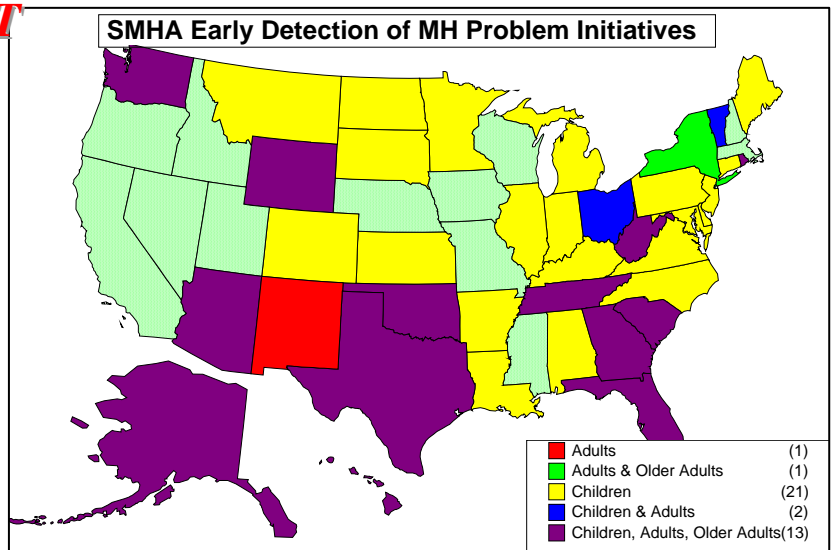 T
SMHA Early Detection of MH Problem Initiatives
Adults (1)
Adults & Older Adults (1)
Children (21)
Children & Adults (2)
Children, Adults, Older Adults(13)